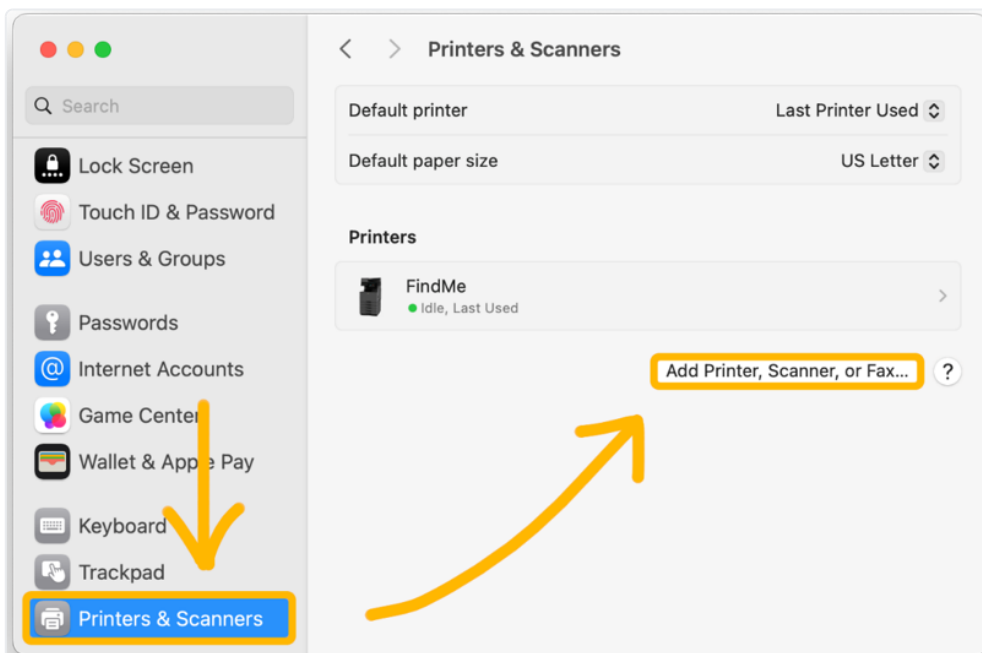 Printers & Scanners
Search
Lock Screen
Touch ID & Password
Users & Groups
Passwords
Internet Accounts
Game Center
Wallet & Apple Pay
Keyboard
Trackpad
Printers & Scanners
Default printer Last Printer Used
Default paper size US Letter
Printers
FindMe
Idle, Last Used
Add Printer, Scanner, or Fax... ?